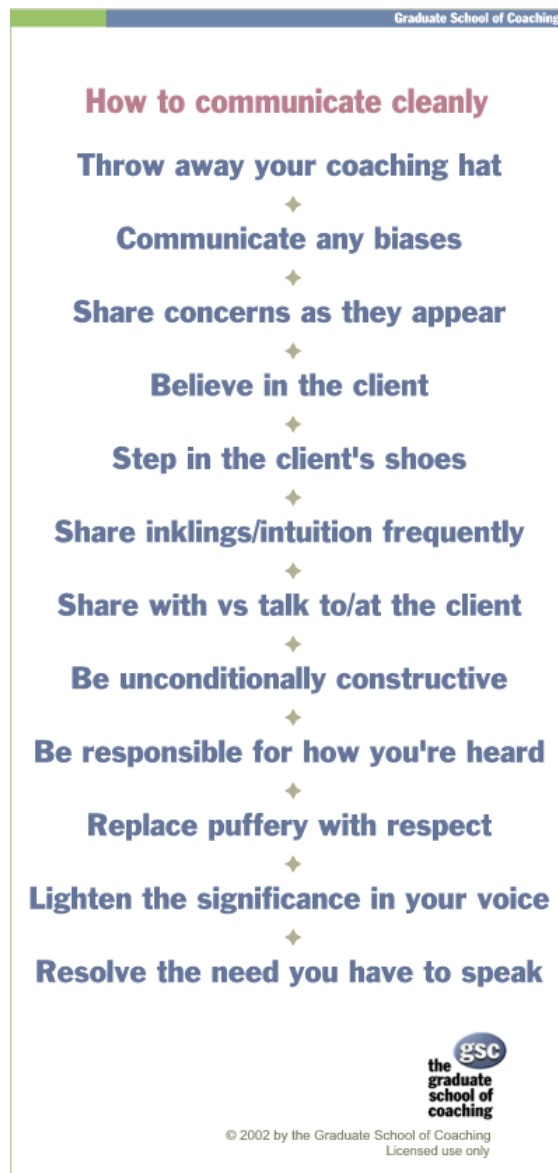 Graduate School of Coaching
How to communicate cleanly
Throw away your coaching hat
Communicate any biases
Share concerns as they appear
Believe in the client
Step in the client's shoes
Share inklings/intuition frequently
Share with vs talk to/at the client
Be unconditionally constructive
Be responsible for how you're heard
Replace puffery with respect
Lighten the significance in your voice
Resolve the need you have to speak
gsc
the
graduate
school of
coaching
© 2002 by the Graduate School of Coaching
Licensed use only